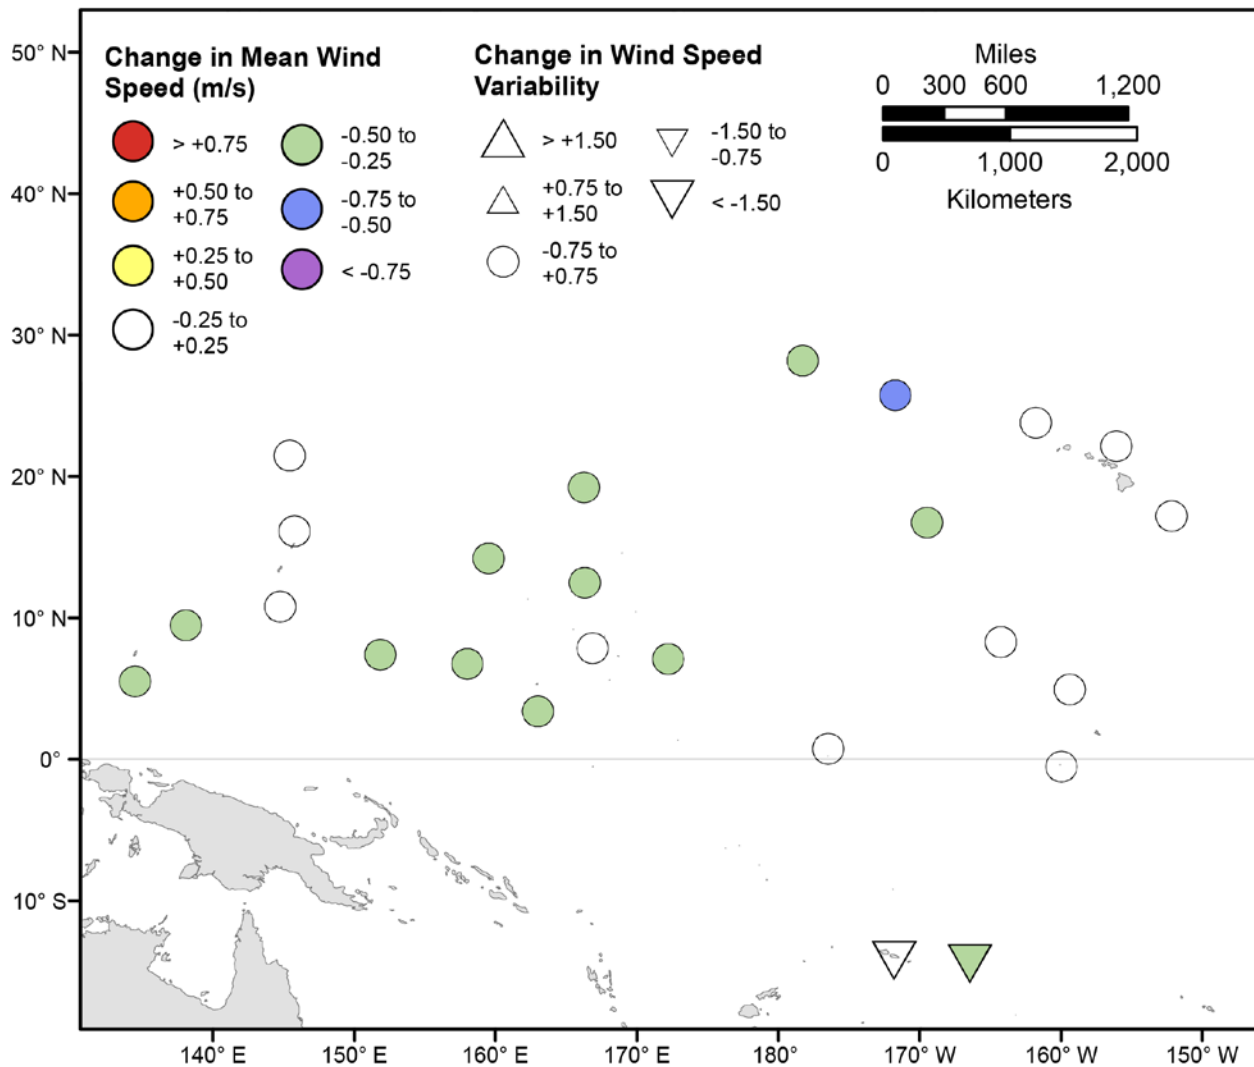 Change in Mean Wind
Speed (m/s)
> +0.75
+0.50 to
+0.75
+0.25 to
+0.50
-0.25 to
+0.25
-0.50 to
-0.25
-0.75 to
-0.50
< -0.75
Change in Wind Speed
Variability
> +1.50
+0.75 to
+1.50
-0.75 to
+0.75
-1.50 to
-0.75
< -1.50
Miles
0 300 600 1,200
0 1,000 2,000
Kilometers
50° N
40° N
30° N
20° N
10° N
0°
10° S
140° E 150° E 160° E 170° E 180° 170° W 160° W 150° W